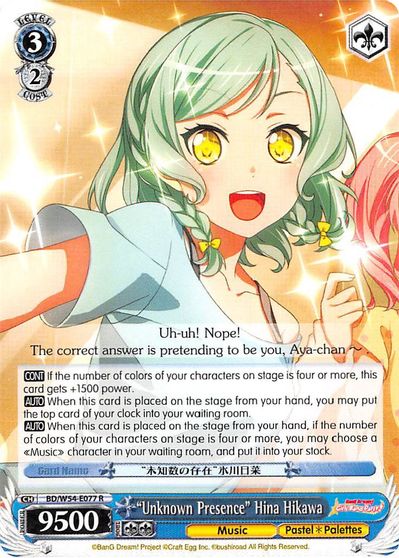 LEVEL
3
2
COST
Uh-uh! Nope!
The correct answer is pretending to be you, Aya-chan ～.
CONT If the number of colors of your characters on stage is four or more, this
card gets +1500 power.
AUTO When this card is placed on the stage from your hand, you may put
the top card of your clock into your waiting room.
AUTO When this card is placed on the stage from your hand, if the number
of colors of your characters on stage is four or more, you may choose a
«Music» character in your waiting room, and put it into your stock.
Card Name
"未知数の存在" 氷川日菜
CH BD/WS4-E077 R
"Unknown Presence" Hina Hikawa
POWER
9500
Music
Pastel＊Palettes
©BanG Dream! Project ©Craft Egg Inc. ©bushiroad All Rights Reserved.